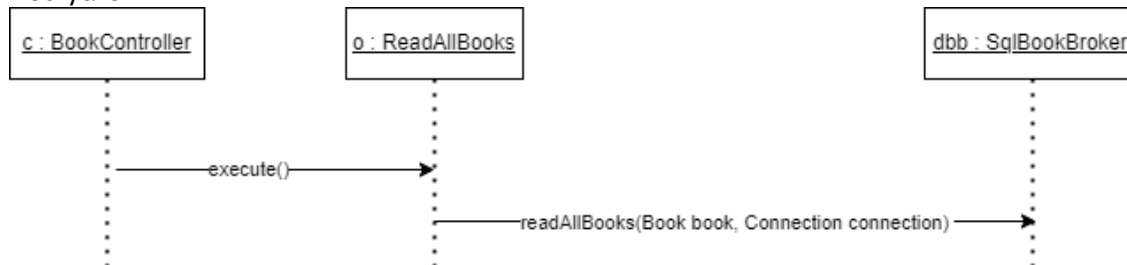 c : BookController
o : ReadAllBooks
dbb : SqlBookBroker
execute()
readAllBooks(Book book, Connection connection)